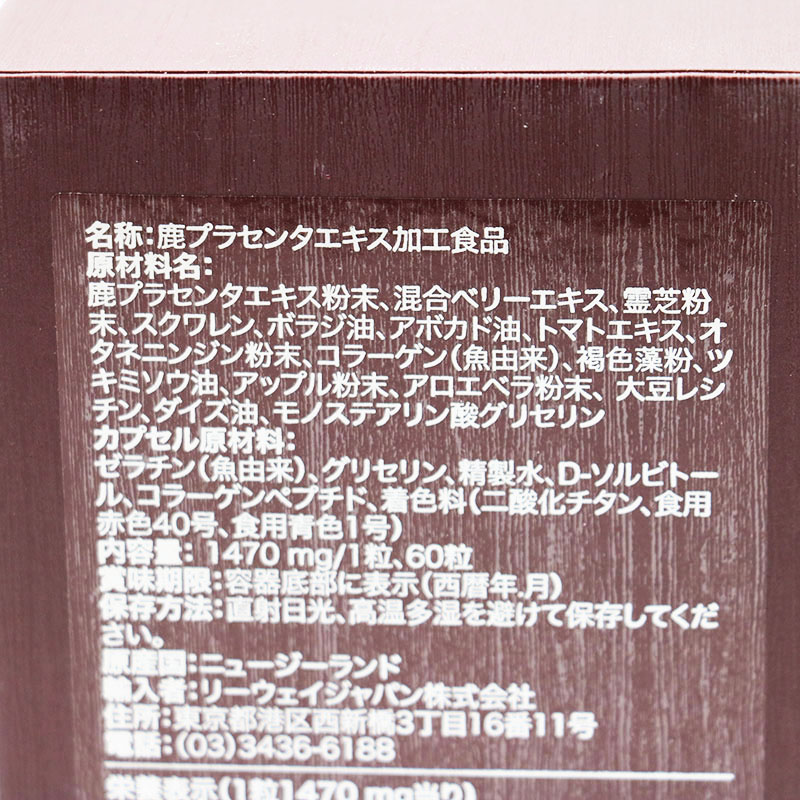 名称：鹿プラセンタエキス加工食品
原材料名：
鹿プラセンタエキス粉末、混合ベリーエキス、霊芝粉
末、スクワレン、ボラジ油、アボカド油、トマトエキス、オ
タネニンジン粉末、コラーゲン（魚由来）、褐色藻粉、ツ
キミソウ油、アップル粉末、アロエベラ粉末、大豆レシ
チン、ダイズ油、モノステアリン酸グリセリン
カプセル原材料：
ゼラチン（魚由来）、グリセリン、精製水、D-ソルビトー
ル、コラーゲンペプチド、着色料（二酸化チタン、食用
赤色40号、食用青色1号）
内容量：1470 mg/1粒、60粒
賞味期限：容器底部に表示（西暦年.月）
保存方法：直射日光、高温多湿を避けて保存してくだ
さい。
原産国：ニュージーランド
輸入者：リーウェイジャパン株式会社
住所：東京都港区西新橋3丁目16番11号
電話：（03）3436-6188
栄養表示（1粒1470 mg当り）